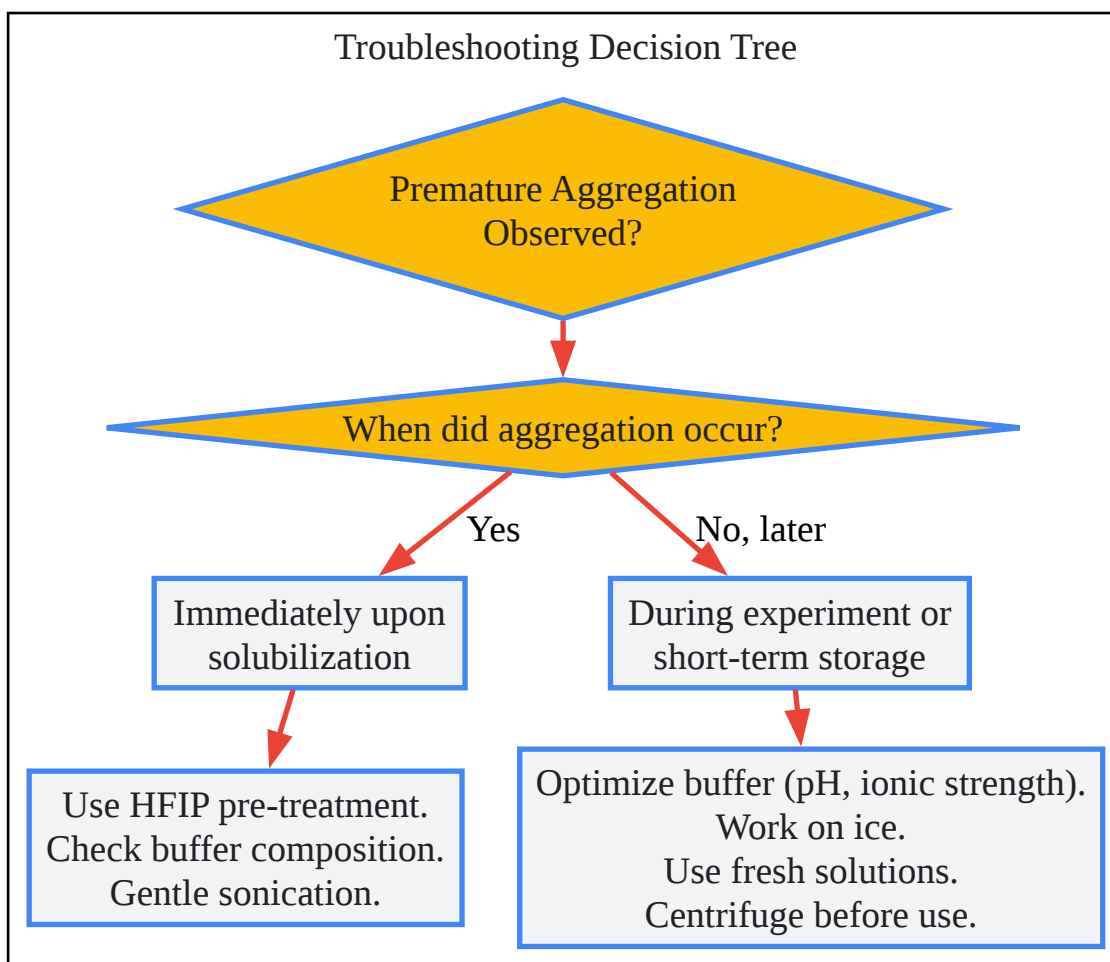 Troubleshooting Decision Tree
Premature Aggregation
Observed?
When did aggregation occur?
Yes
No, later
Immediately upon
solubilization
During experiment or
short-term storage
Use HFIP pre-treatment.
Check buffer composition.
Gentle sonication.
Optimize buffer (pH, ionic strength).
Work on ice.
Use fresh solutions.
Centrifuge before use.